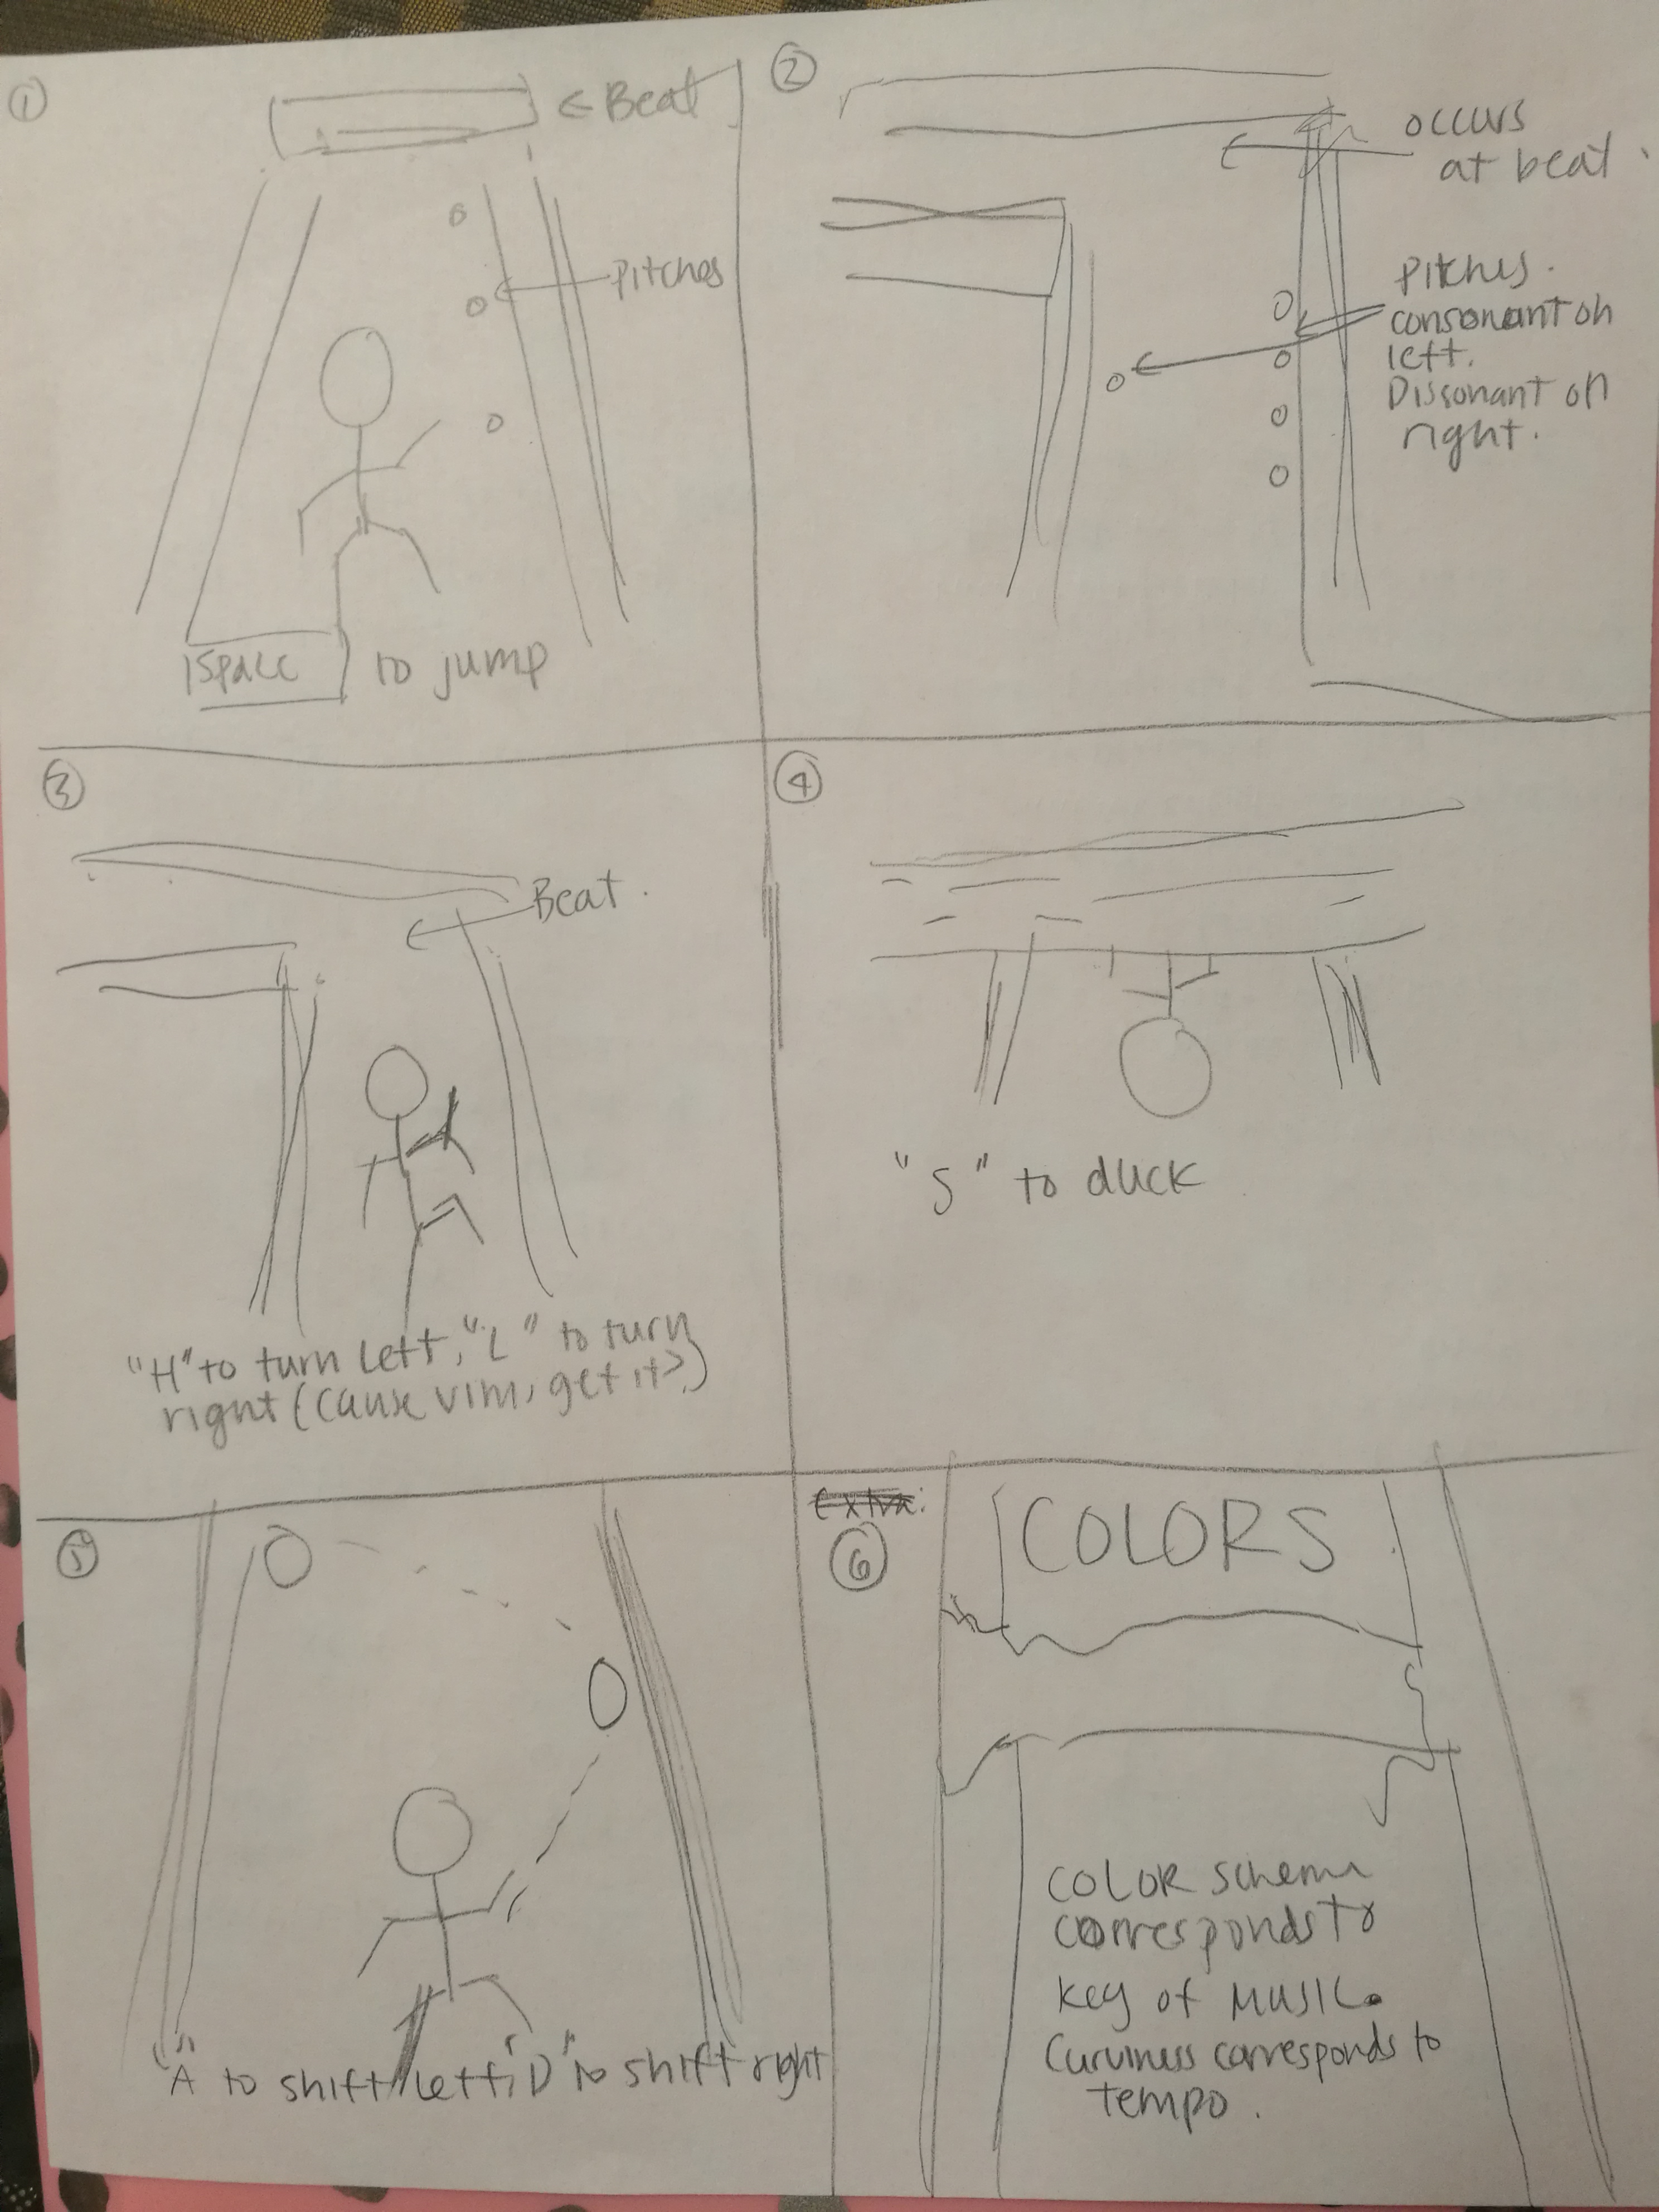 ①
← Beat
Pitches
Space to jump
②
occurs
at beat.
Pitches.
consonant on
left.
Dissonant on
right.
③
Beat.
"H" to turn left, "L" to turn
right (cause vim, get it?)
④
"S" to duck
⑤
"A" to shift left, "D" to shift right
extra:
⑥
COLORS
COLOR schema
corresponds to
key of MUSIC.
Curviness corresponds to
tempo.